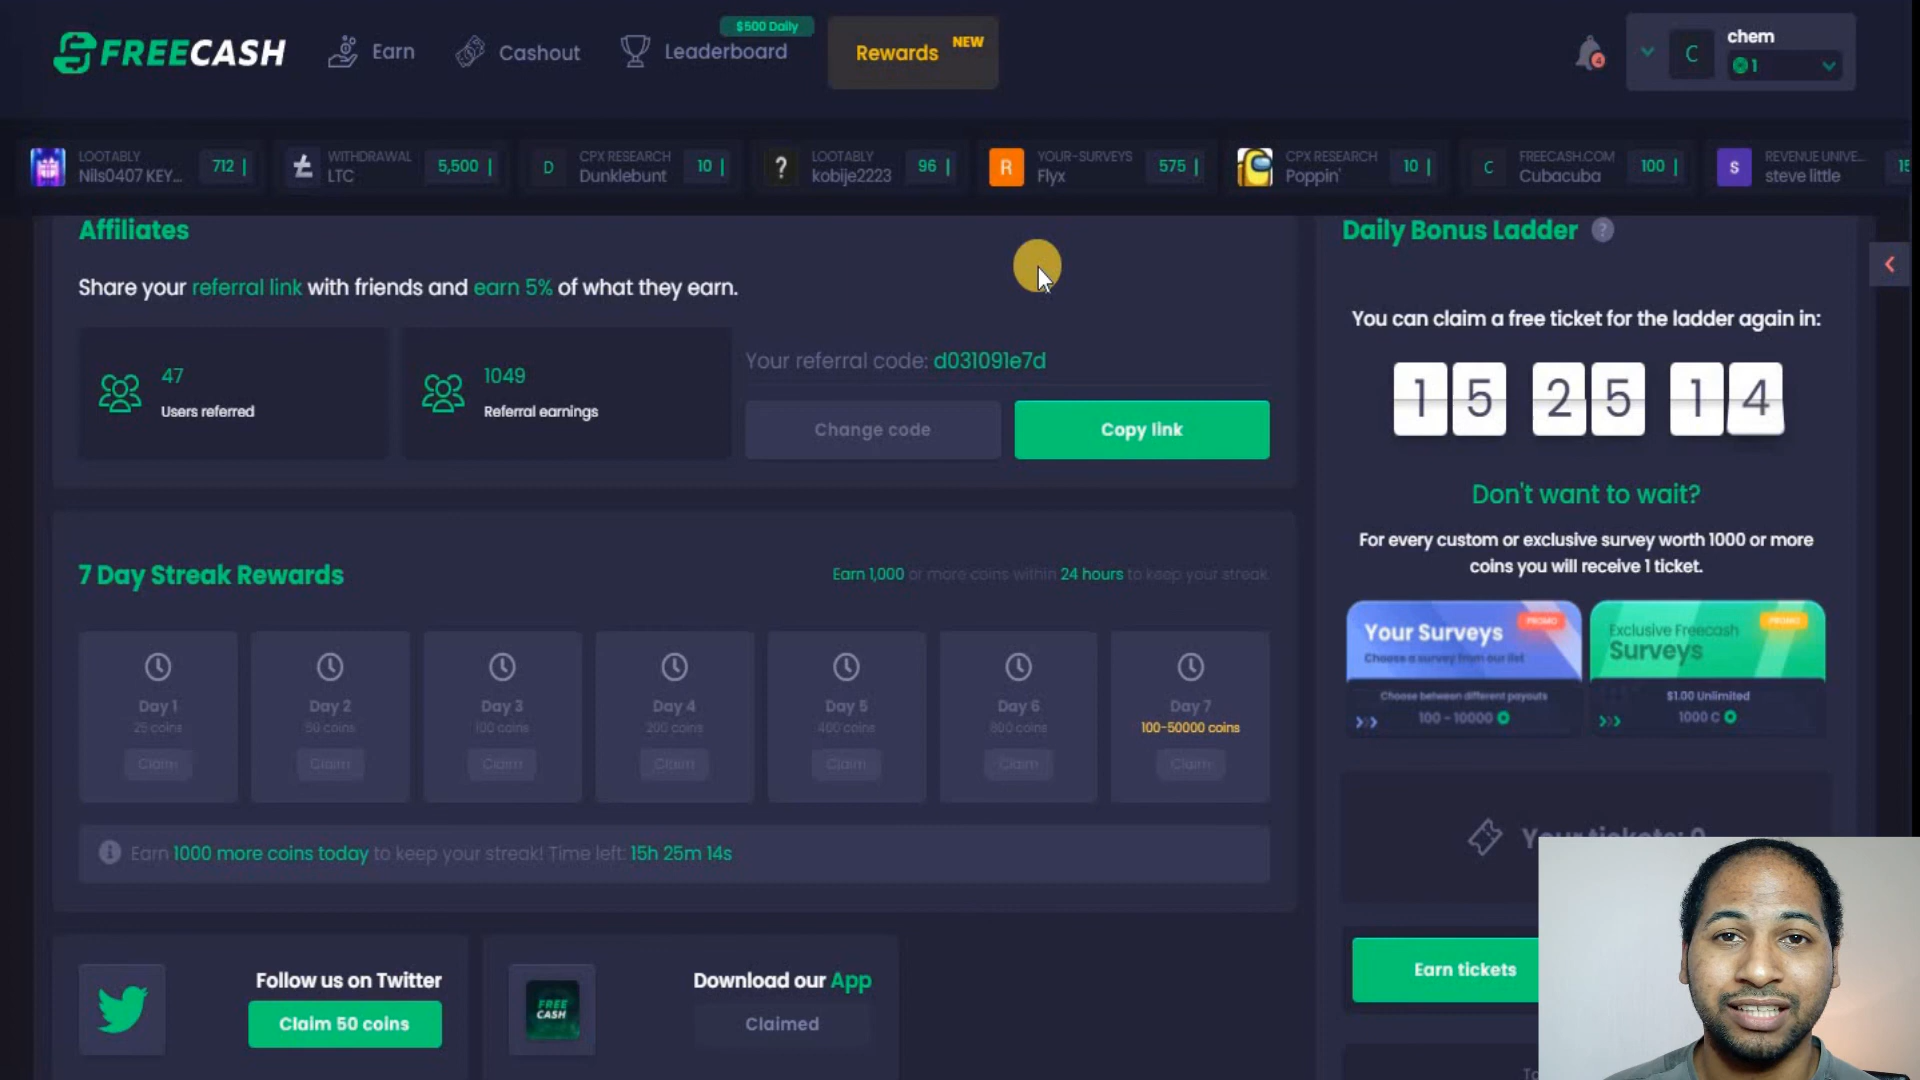 FREECASH
Earn
Cashout
$500 Daily
Leaderboard
Rewards NEW
4
C
chem
1
LOOTABLY
Nils0407 KEY...
712
WITHDRAWAL
LTC
5,500
D
CPX RESEARCH
Dunklebunt
10
?
LOOTABLY
kobije2223
96
R
YOUR-SURVEYS
Flyx
575
CPX RESEARCH
Poppin'
10
C
FREECASH.COM
Cubacuba
100
S
REVENUE UNIVE...
steve little
15
Affiliates
Share your referral link with friends and earn 5% of what they earn.
47
Users referred
1049
Referral earnings
Your referral code: d031091e7d
Change code
Copy link
7 Day Streak Rewards
Earn 1,000 or more coins within 24 hours to keep your streak
Day 1
25 coins
Claim
Day 2
50 coins
Claim
Day 3
100 coins
Claim
Day 4
200 coins
Claim
Day 5
400 coins
Claim
Day 6
800 coins
Claim
Day 7
100-50000 coins
Claim
Earn 1000 more coins today to keep your streak! Time left: 15h 25m 14s
Follow us on Twitter
Claim 50 coins
FREE
CASH
Download our App
Claimed
Daily Bonus Ladder ?
You can claim a free ticket for the ladder again in:
15 25 14
Don't want to wait?
For every custom or exclusive survey worth 1000 or more
coins you will receive 1 ticket.
Your Surveys PROMO
Choose a survey from our list
Choose between different payouts
100 - 10000
Exclusive Freecash PROMO
Surveys
$1.00 Unlimited
1000 C
Your tickets: 0
Earn tickets